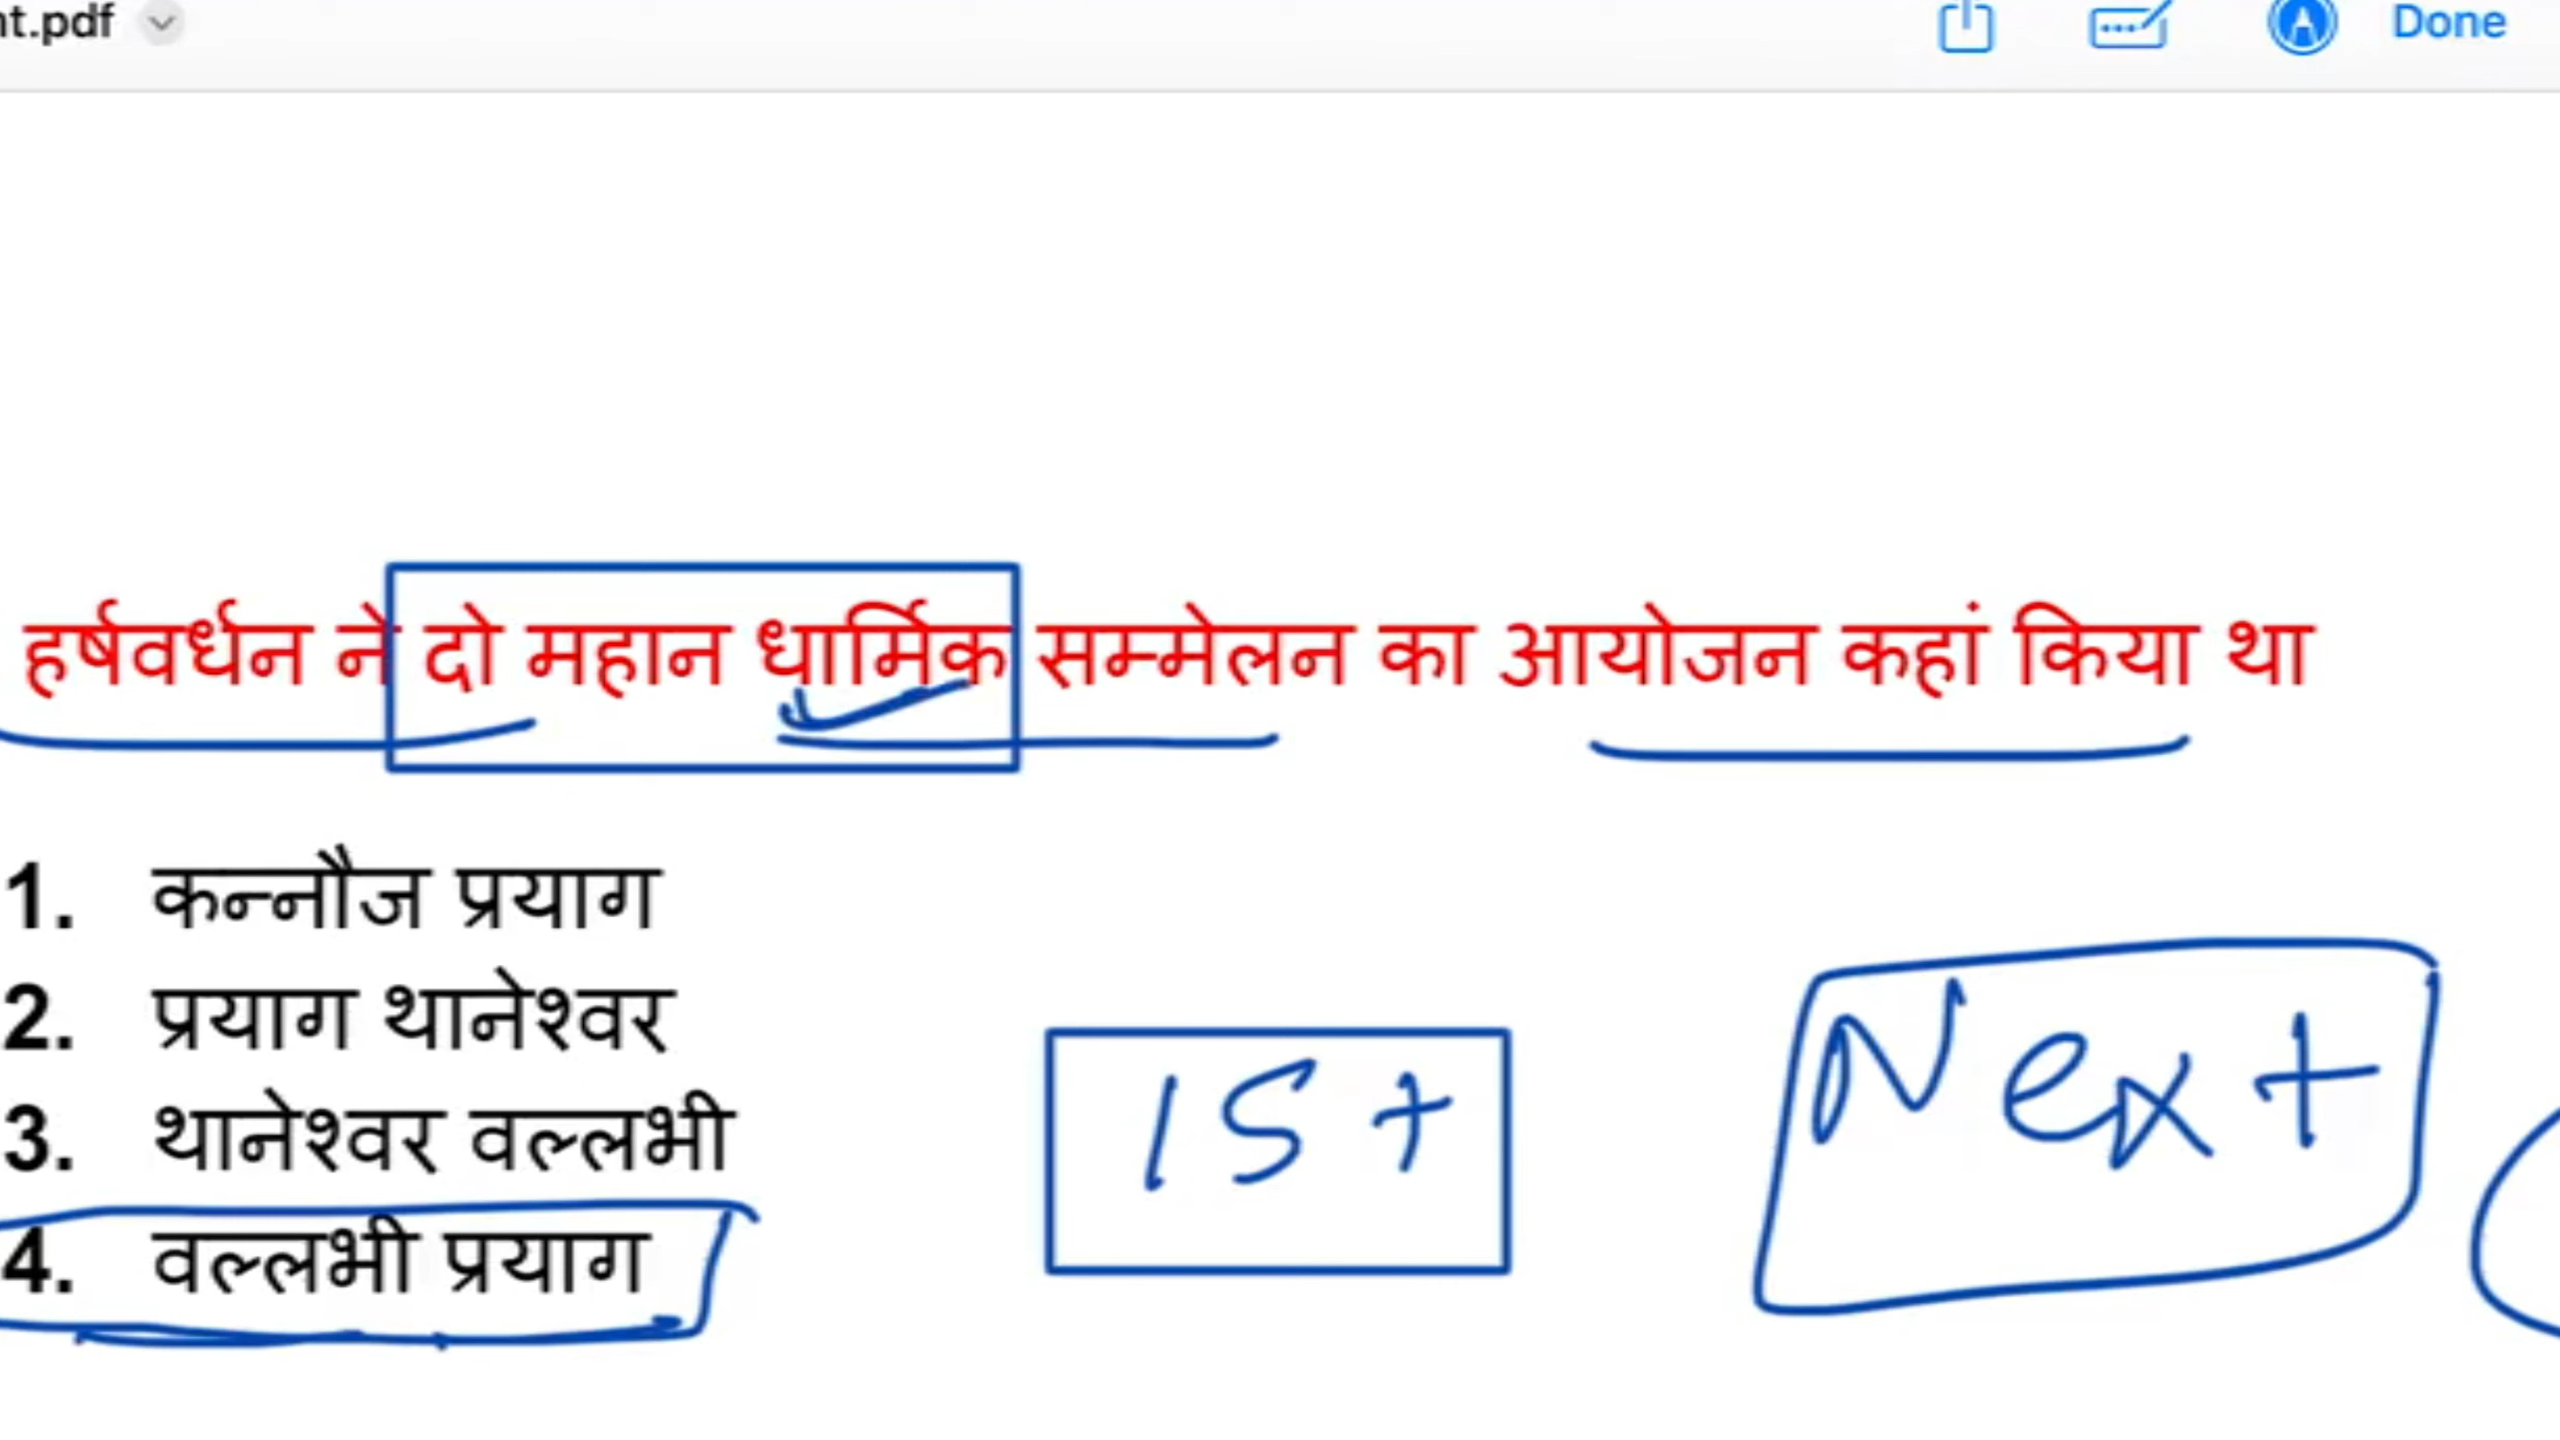 nt.pdf
Done
हर्षवर्धन ने दो महान धार्मिक सम्मेलन का आयोजन कहां किया था
1. कन्नौज प्रयाग
2. प्रयाग थानेश्वर
3. थानेश्वर वल्लभी
4. वल्लभी प्रयाग
1st
Next